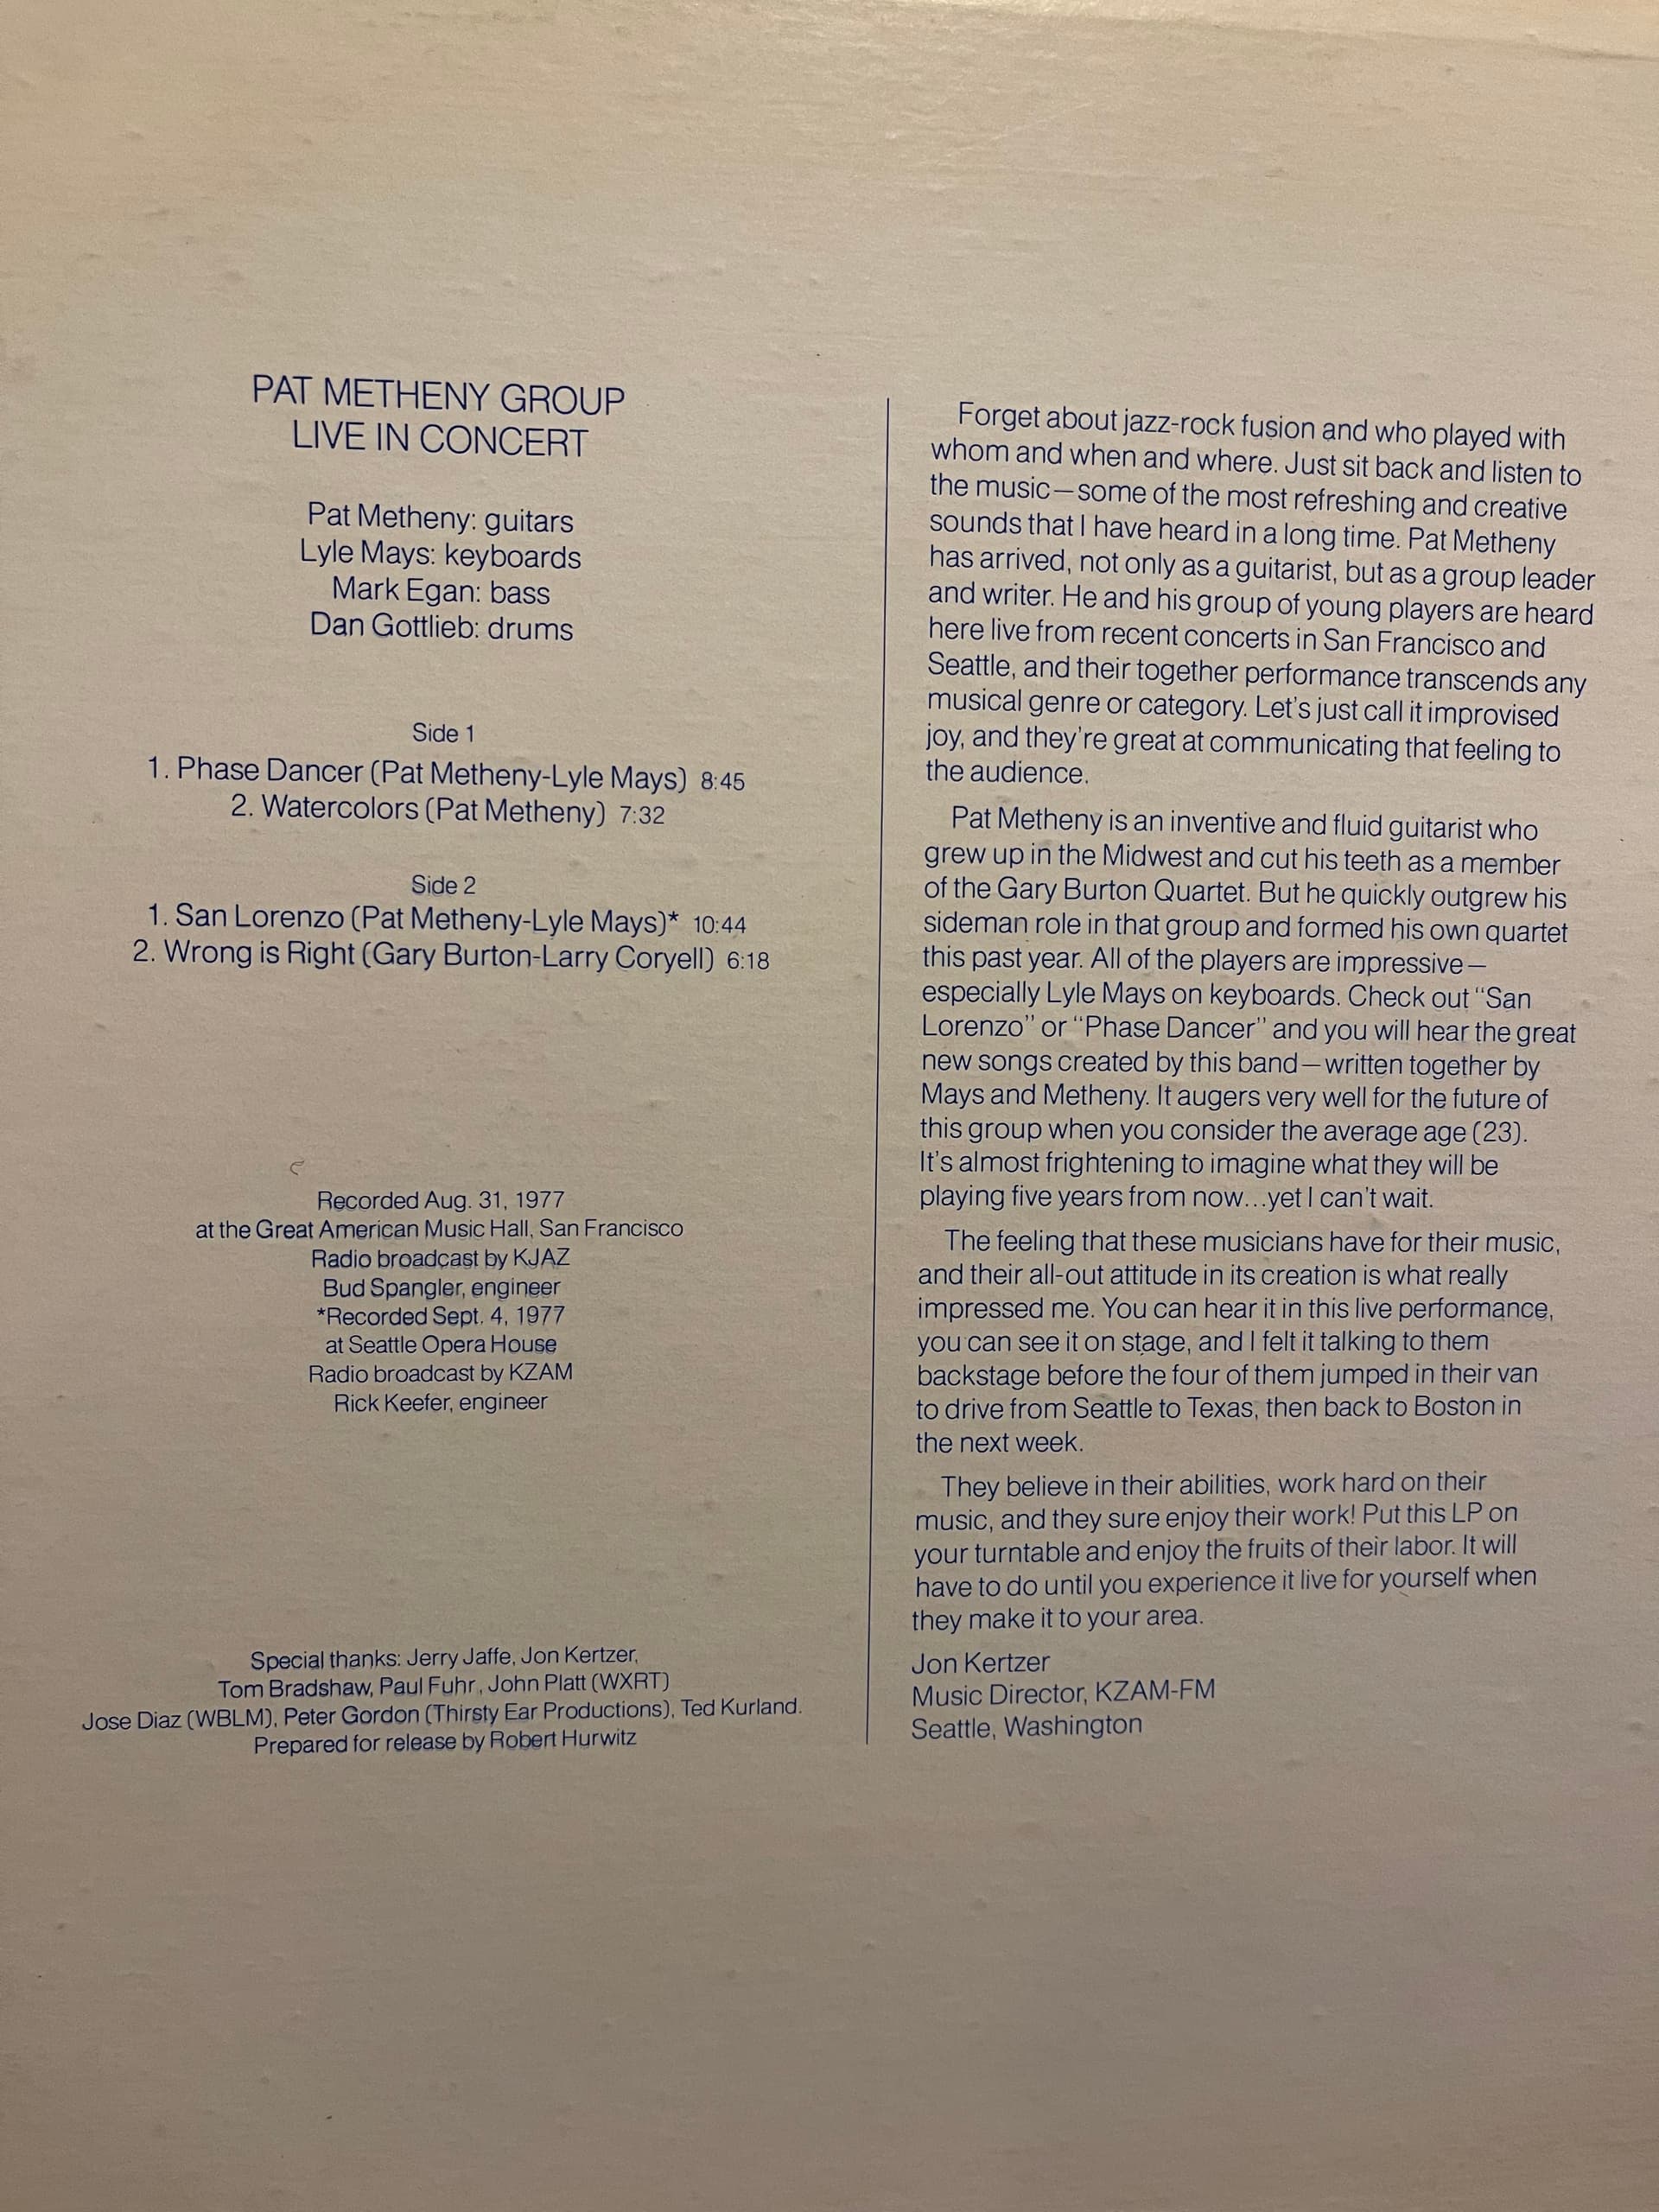 PAT METHENY GROUP
LIVE IN CONCERT
Pat Metheny: guitars
Lyle Mays: keyboards
Mark Egan: bass
Dan Gottlieb: drums
Side 1
1. Phase Dancer (Pat Metheny-Lyle Mays) 8:45
2. Watercolors (Pat Metheny) 7:32
Side 2
1. San Lorenzo (Pat Metheny-Lyle Mays)* 10:44
2. Wrong is Right (Gary Burton-Larry Coryell) 6:18
Recorded Aug. 31, 1977
at the Great American Music Hall, San Francisco
Radio broadcast by KJAZ
Bud Spangler, engineer
*Recorded Sept. 4, 1977
at Seattle Opera House
Radio broadcast by KZAM
Rick Keefer, engineer
Special thanks: Jerry Jaffe, Jon Kertzer,
Tom Bradshaw, Paul Fuhr, John Platt (WXRT)
Jose Diaz (WBLM), Peter Gordon (Thirsty Ear Productions), Ted Kurland.
Prepared for release by Robert Hurwitz
Forget about jazz-rock fusion and who played with
whom and when and where. Just sit back and listen to
the music—some of the most refreshing and creative
sounds that I have heard in a long time. Pat Metheny
has arrived, not only as a guitarist, but as a group leader
and writer. He and his group of young players are heard
here live from recent concerts in San Francisco and
Seattle, and their together performance transcends any
musical genre or category. Let's just call it improvised
joy, and they're great at communicating that feeling to
the audience.
Pat Metheny is an inventive and fluid guitarist who
grew up in the Midwest and cut his teeth as a member
of the Gary Burton Quartet. But he quickly outgrew his
sideman role in that group and formed his own quartet
this past year. All of the players are impressive—
especially Lyle Mays on keyboards. Check out “San
Lorenzo” or “Phase Dancer” and you will hear the great
new songs created by this band—written together by
Mays and Metheny. It augers very well for the future of
this group when you consider the average age (23).
It's almost frightening to imagine what they will be
playing five years from now...yet I can't wait.
The feeling that these musicians have for their music,
and their all-out attitude in its creation is what really
impressed me. You can hear it in this live performance,
you can see it on stage, and I felt it talking to them
backstage before the four of them jumped in their van
to drive from Seattle to Texas, then back to Boston in
the next week.
They believe in their abilities, work hard on their
music, and they sure enjoy their work! Put this LP on
your turntable and enjoy the fruits of their labor. It will
have to do until you experience it live for yourself when
they make it to your area.
Jon Kertzer
Music Director, KZAM-FM
Seattle, Washington